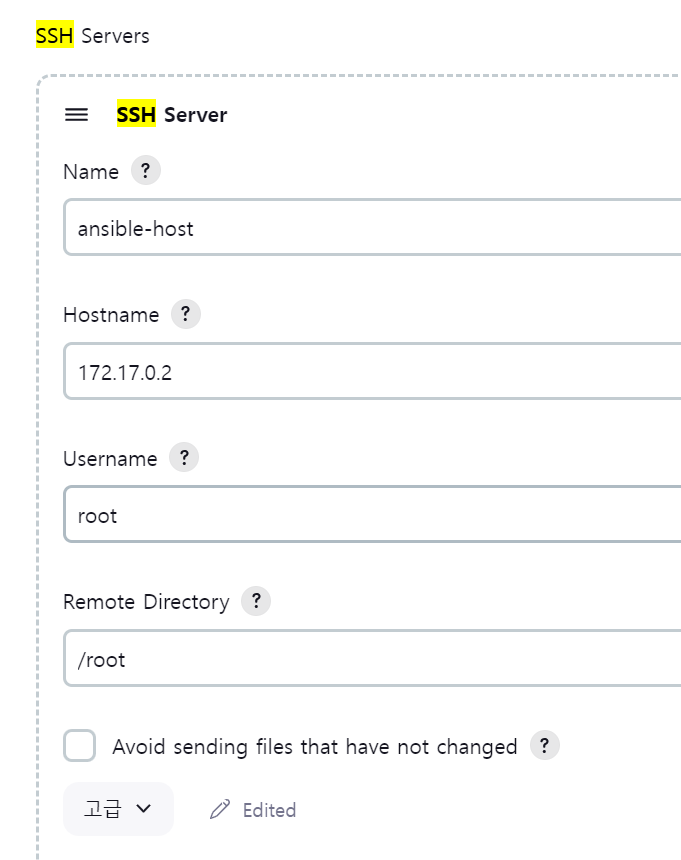 SSH Servers
SSH Server
Name ?
ansible-host
Hostname ?
172.17.0.2
Username ?
root
Remote Directory ?
/root
Avoid sending files that have not changed ?
고급 Edited